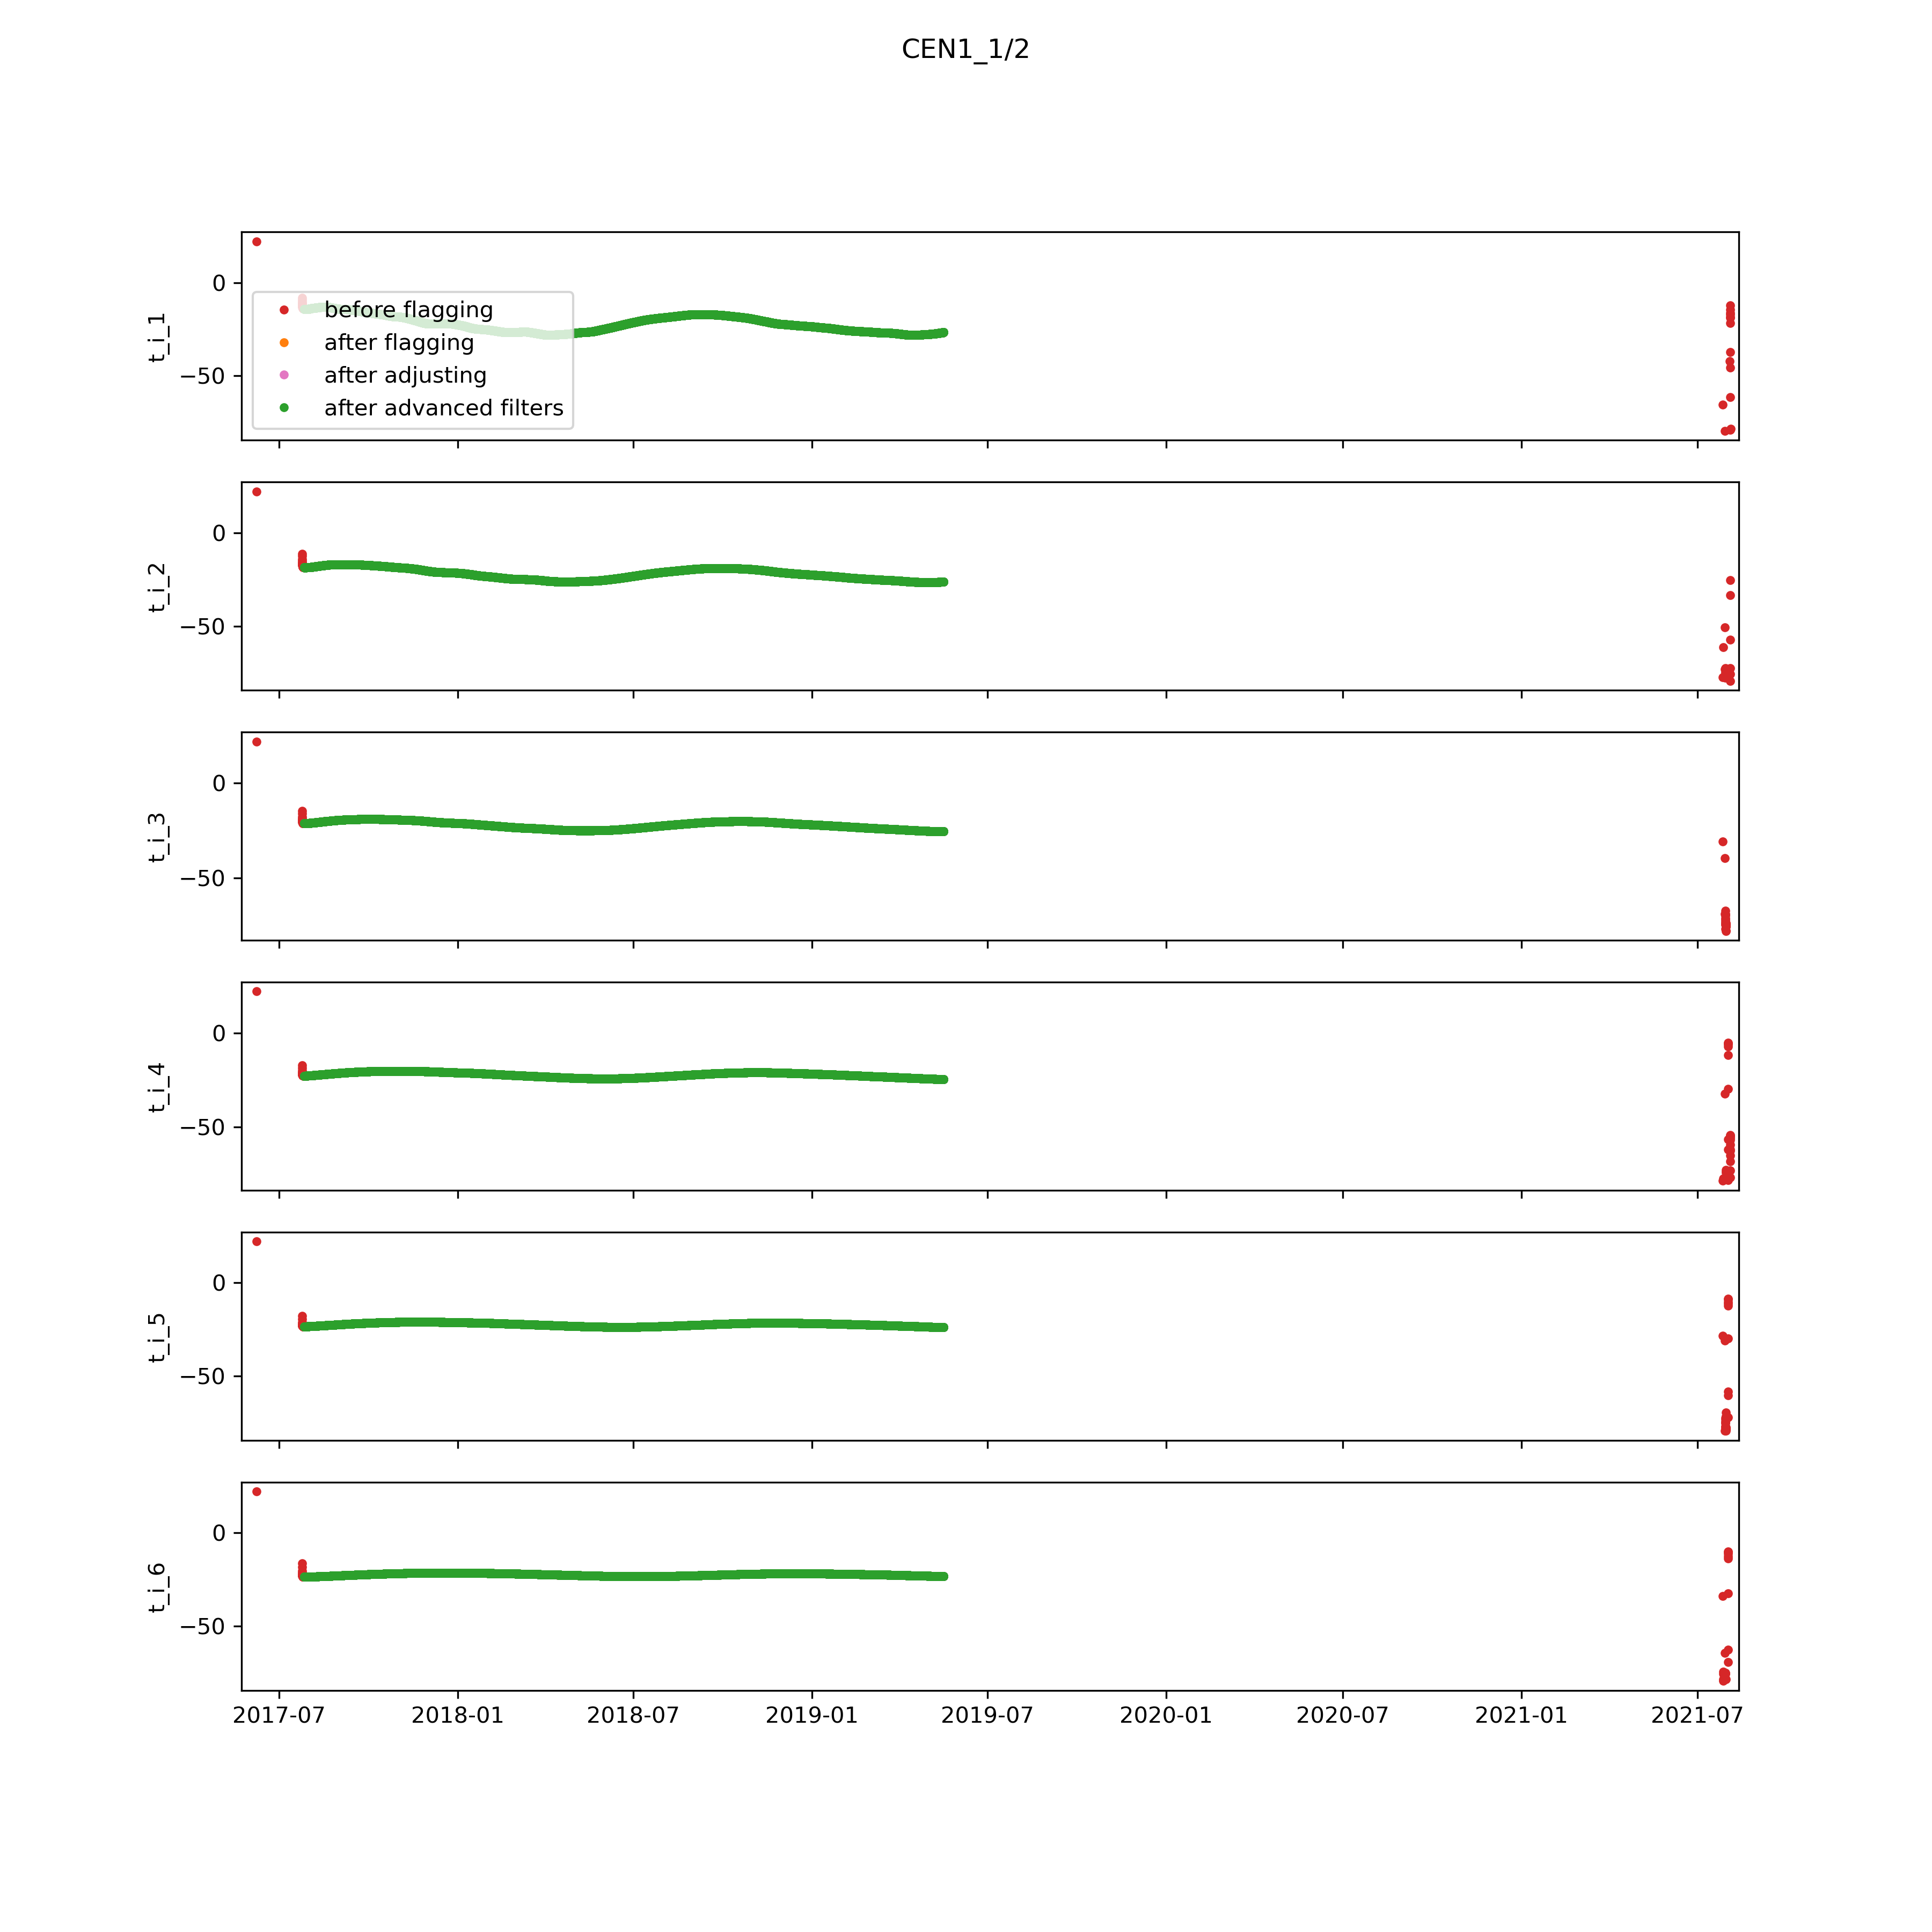 CEN1_1/2
0
−50
t_i_1
before flagging
after flagging
after adjusting
after advanced filters
0
−50
t_i_2
0
−50
t_i_3
0
−50
t_i_4
0
−50
t_i_5
0
−50
t_i_6
2017-07 2018-01 2018-07 2019-01 2019-07 2020-01 2020-07 2021-01 2021-07